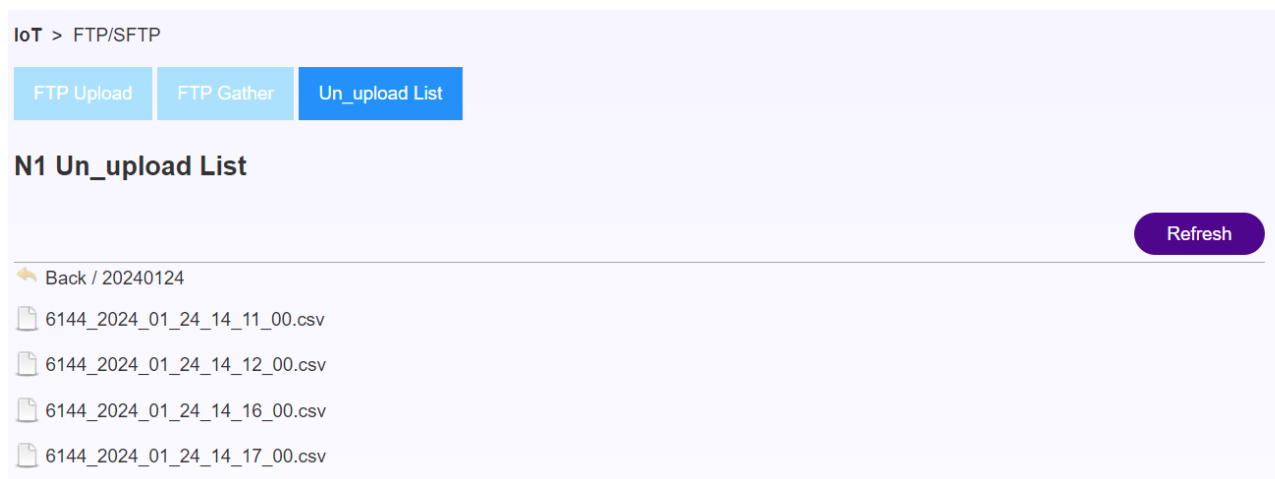 IoT > FTP/SFTP
FTP Upload FTP Gather Un_upload List
N1 Un_upload List
Refresh
Back / 20240124
6144_2024_01_24_14_11_00.csv
6144_2024_01_24_14_12_00.csv
6144_2024_01_24_14_16_00.csv
6144_2024_01_24_14_17_00.csv